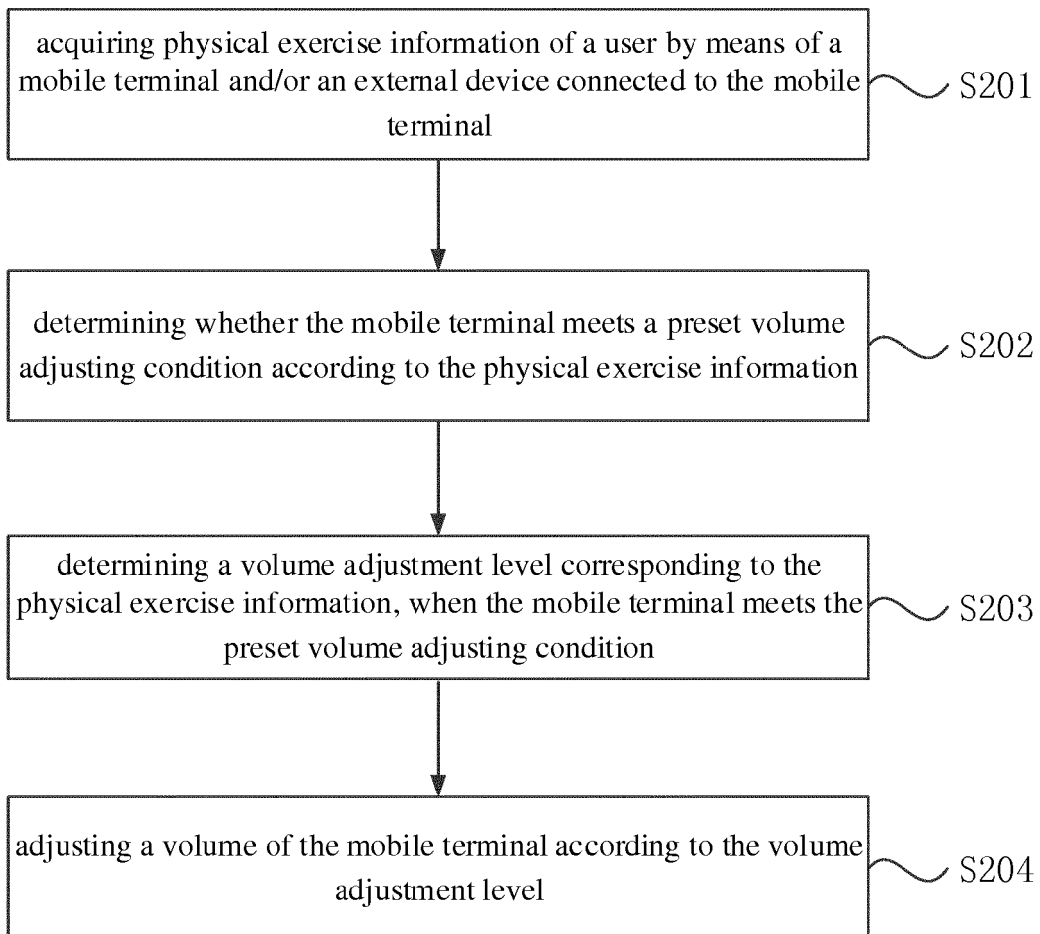 acquiring physical exercise information of a user by means of a
mobile terminal and/or an external device connected to the mobile
terminal
S201
determining whether the mobile terminal meets a preset volume
adjusting condition according to the physical exercise information
S202
determining a volume adjustment level corresponding to the
physical exercise information, when the mobile terminal meets the
preset volume adjusting condition
S203
adjusting a volume of the mobile terminal according to the volume
adjustment level
S204